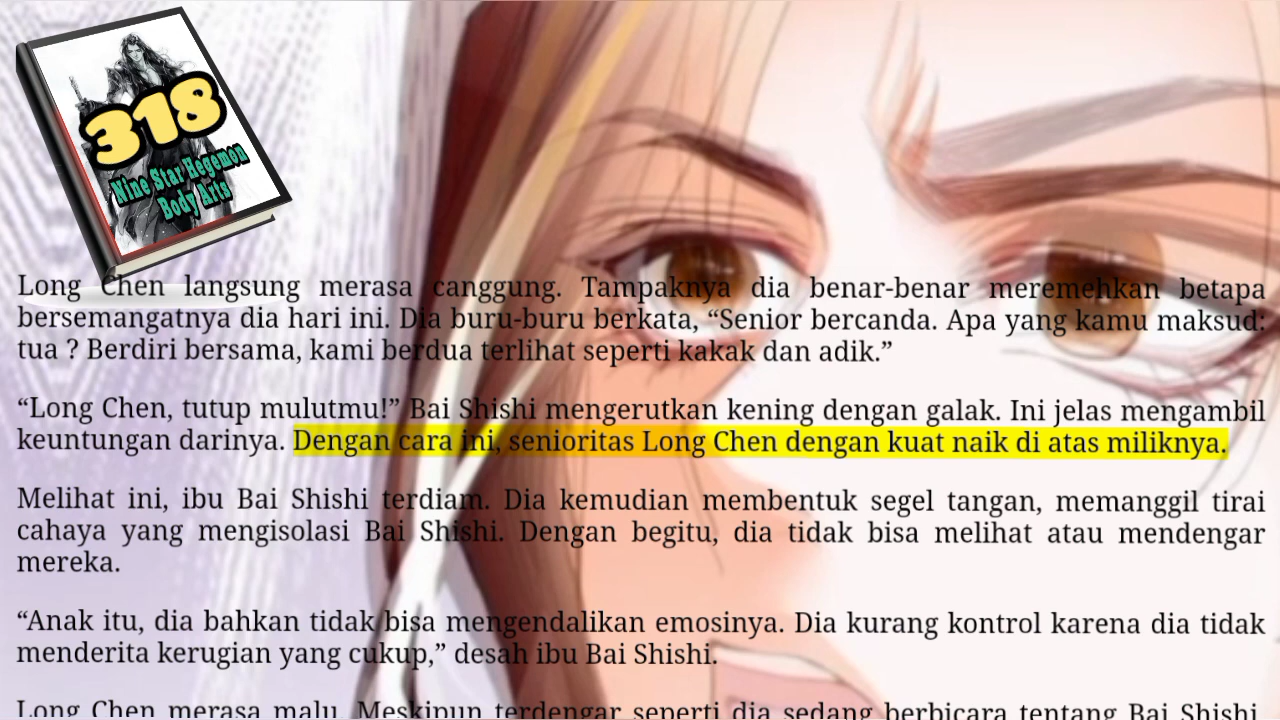 318
Nine Star Hegemon
Body Arts
Long Chen langsung merasa canggung. Tampaknya dia benar-benar meremehkan betapa
bersemangatnya dia hari ini. Dia buru-buru berkata, “Senior bercanda. Apa yang kamu maksud:
tua ? Berdiri bersama, kami berdua terlihat seperti kakak dan adik.”
“Long Chen, tutup mulutmu!” Bai Shishi mengerutkan kening dengan galak. Ini jelas mengambil
keuntungan darinya. Dengan cara ini, senioritas Long Chen dengan kuat naik di atas miliknya.
Melihat ini, ibu Bai Shishi terdiam. Dia kemudian membentuk segel tangan, memanggil tirai
cahaya yang mengisolasi Bai Shishi. Dengan begitu, dia tidak bisa melihat atau mendengar
mereka.
“Anak itu, dia bahkan tidak bisa mengendalikan emosinya. Dia kurang kontrol karena dia tidak
menderita kerugian yang cukup,” desah ibu Bai Shishi.
Long Chen merasa malu. Meskipun terdengar seperti dia sedang berbicara tentang Bai Shishi,